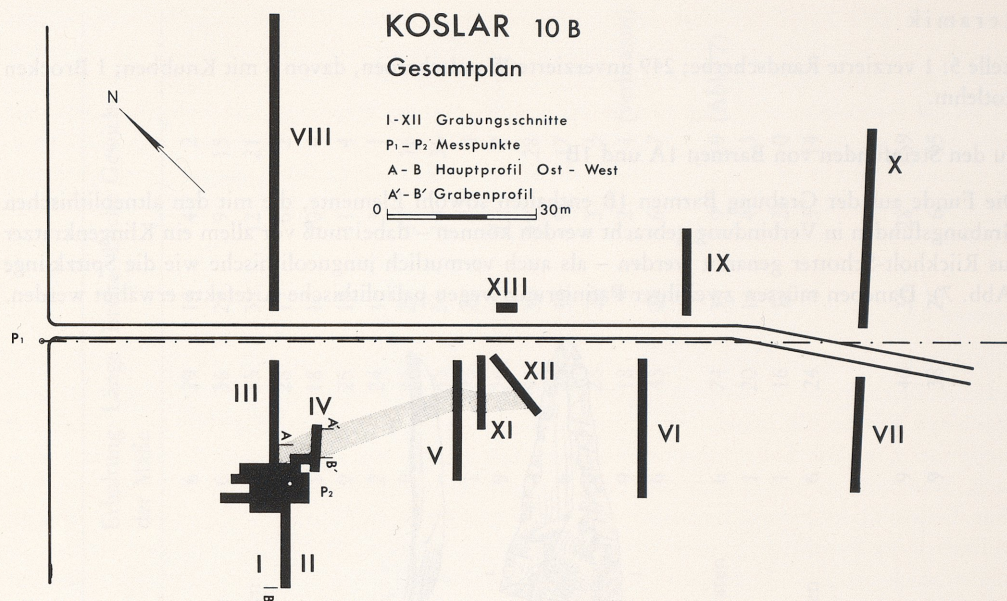 KOSLAR 10 B
Gesamtplan
N
I-XII Grabungsschnitte
P1-P2 Messpunkte
A-B Hauptprofil Ost-West
A'-B' Grabenprofil
0 30m
VIII
X
IX
XIII
P1
III
IV
A
A'
B'
P2
V
XI
XII
VI
VII
I
II
B